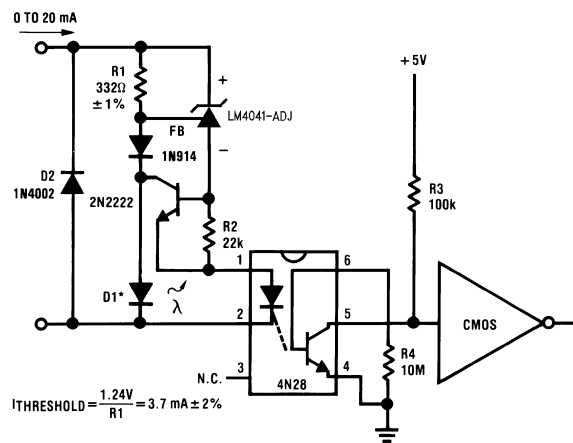 0 TO 20 mA
R1
332Ω
± 1%
+
LM4041-ADJ
FB
−
1N914
D2
1N4002
2N2222
R2
22k
+ 5V
R3
100k
1
6
D1*
λ
2
5
CMOS
3
N.C.
4
4N28
R4
10M
ITHRESHOLD = 1.24V / R1 = 3.7 mA ± 2%